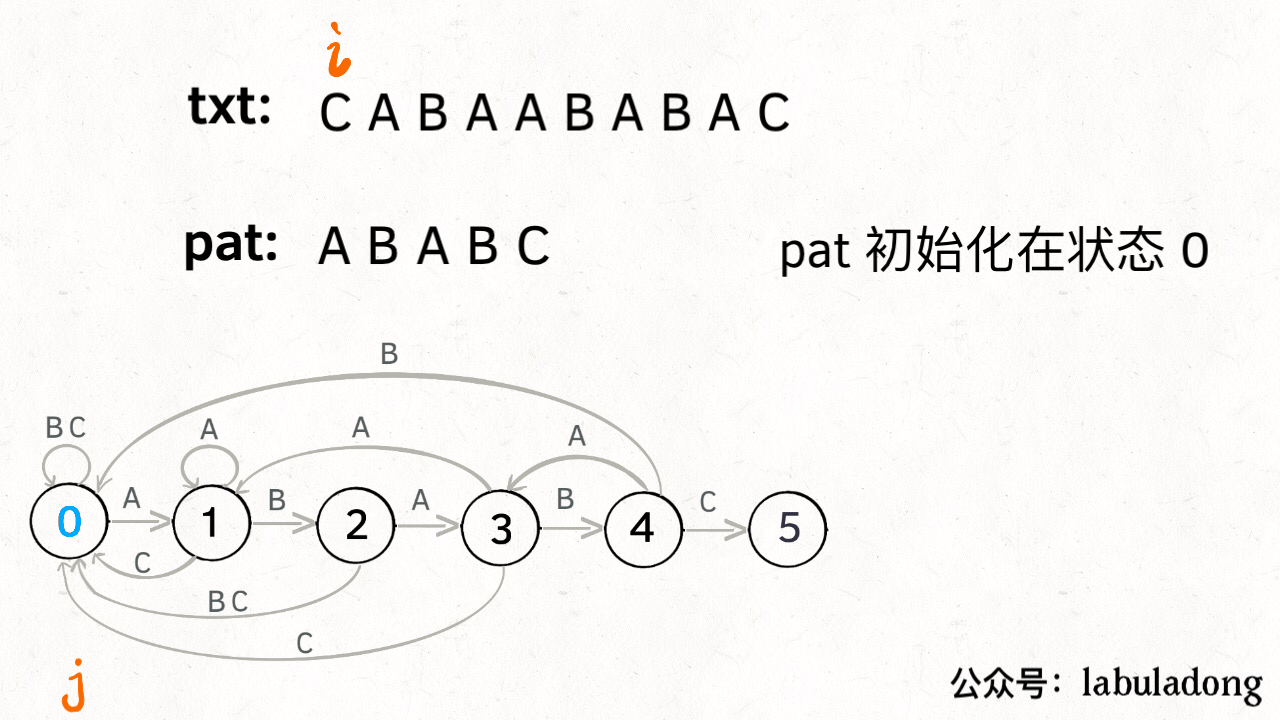 i
txt: C A B A A B A B A C
pat: A B A B C
pat 初始化在状态 0
B
B C A A A
A B A B C
0 1 2 3 4 5
C
B C
C
j
公众号：labuladong